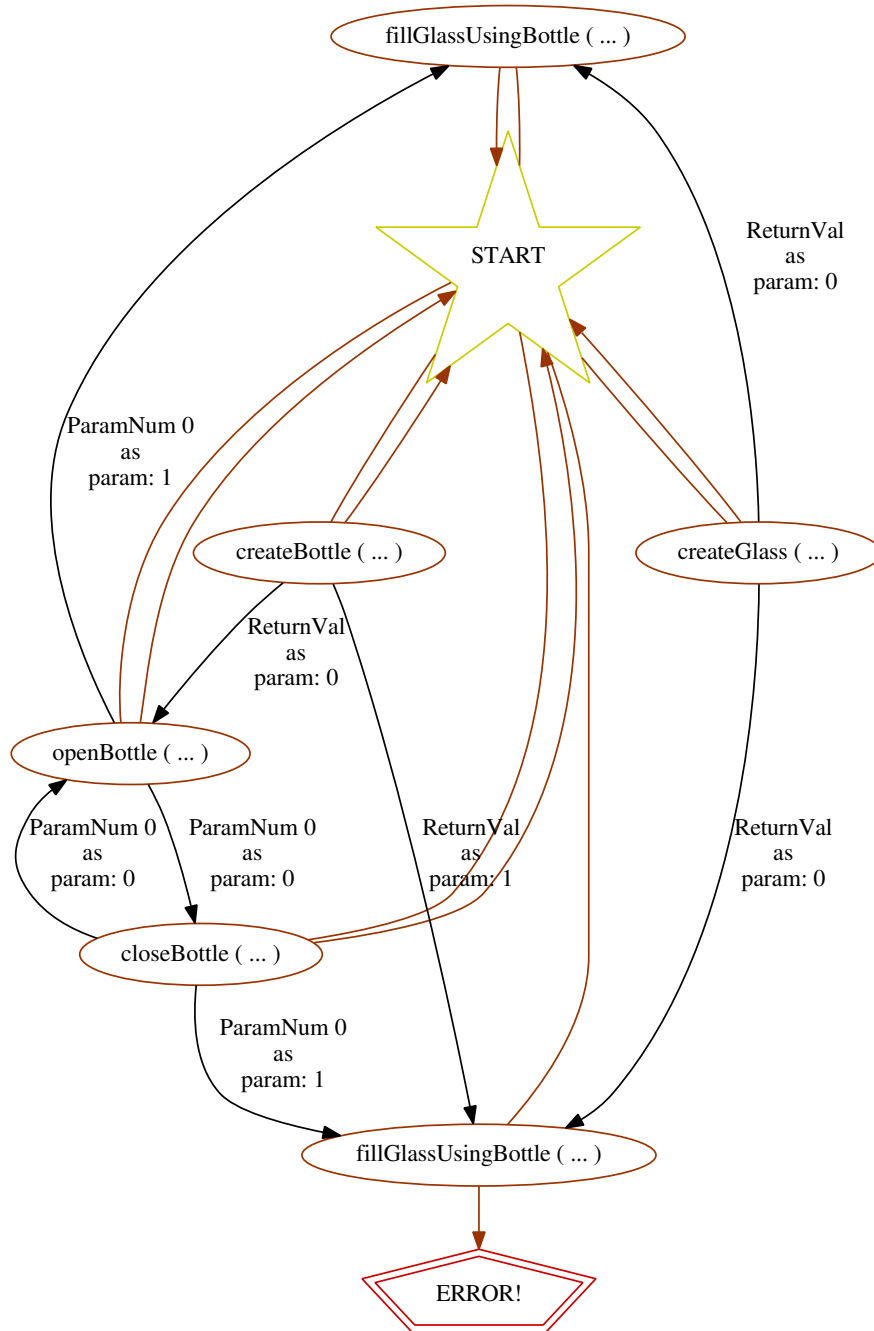 fillGlassUsingBottle ( ... )
START
ReturnVal
as
param: 0
ParamNum 0
as
param: 1
createBottle ( ... )
createGlass ( ... )
ReturnVal
as
param: 0
openBottle ( ... )
ParamNum 0
as
param: 0
ParamNum 0
as
param: 0
ReturnVal
as
param: 1
ReturnVal
as
param: 0
closeBottle ( ... )
ParamNum 0
as
param: 1
fillGlassUsingBottle ( ... )
ERROR!